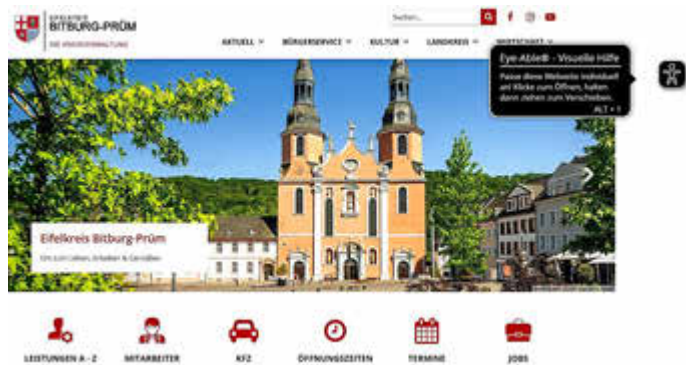 EIFELKREIS
BITBURG-PRÜM
DIE KREISVERWALTUNG
Suchen...
AKTUELL
BÜRGERSERVICE
KULTUR
LANDKREIS
WIRTSCHAFT
Eye-Able® - Visuelle Hilfe
Passe diese Webseite individuell
an! Klicke zum Öffnen, halten
dann ziehen zum Verschieben.
ALT + 1
Eifelkreis Bitburg-Prüm
Ort zum Leben, Arbeiten & Genießen
LEISTUNGEN A - Z
MITARBEITER
KFZ
ÖFFNUNGSZEITEN
TERMINE
JOBS